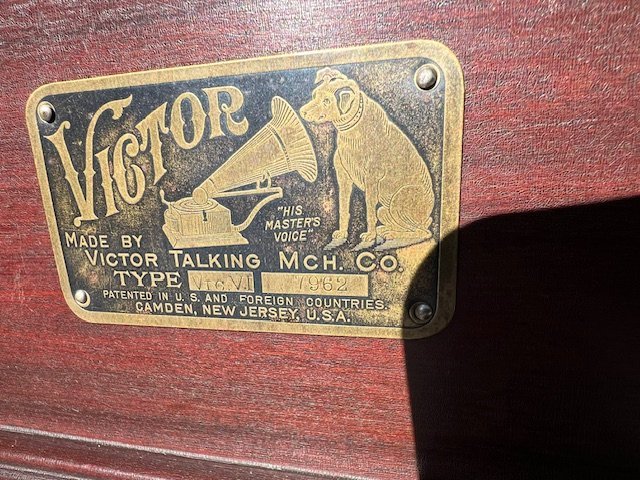 VICTOR
"HIS
MASTER'S
VOICE"
MADE BY
VICTOR TALKING MCH. CO.
TYPE Vic. VI 7962
PATENTED IN U. S. AND FOREIGN COUNTRIES.
CAMDEN, NEW JERSEY, U.S.A.